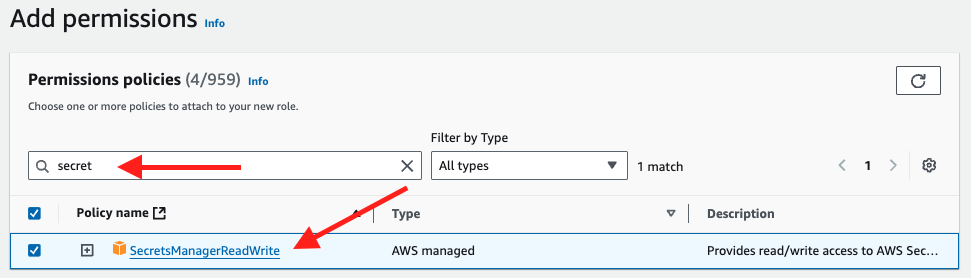 Add permissions Info
Permissions policies (4/959) Info
Choose one or more policies to attach to your new role.
Filter by Type
secret All types 1 match 1
Policy name Type Description
SecretsManagerReadWrite AWS managed Provides read/write access to AWS Sec...